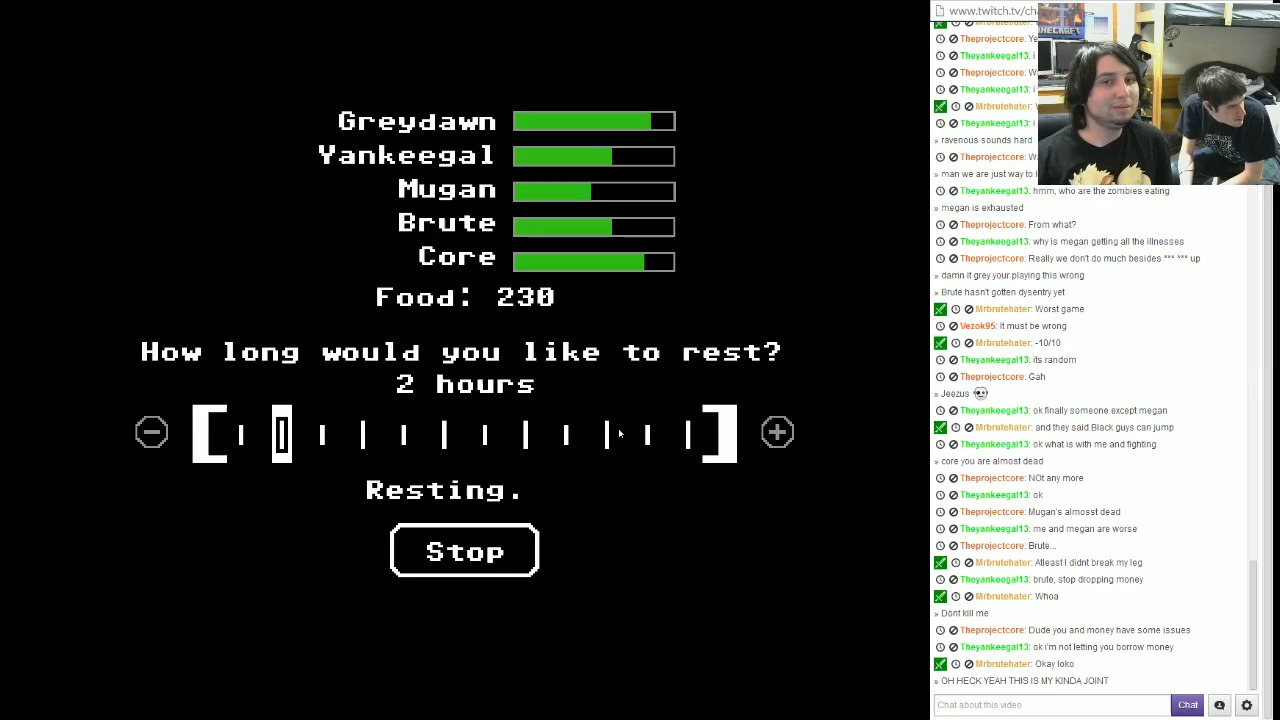 Greydawn
Yankeegal
Mugan
Brute
Core
Food: 230
How long would you like to rest?
2 hours
Resting.
Stop
www.twitch.tv/ch
MINECRAFT
Mrbrutehater:
Theprojectcore: Ye
Theyankeegal13: i
Theprojectcore: W
Theyankeegal13: i
Mrbrutehater:
Theyankeegal13: i
» ravenous sounds hard
Theprojectcore: W
» man we are just way to
Theyankeegal13: hmm, who are the zombies eating
» megan is exhausted
Theprojectcore: From what?
Theyankeegal13: why is megan getting all the illnesses
Theprojectcore: Really we don't do much besides *** *** up
» damn it grey your playing this wrong
» Brute hasn't gotten dysentry yet
Mrbrutehater: Worst game
Vezok95: It must be wrong
Mrbrutehater: -10/10
Theyankeegal13: its random
Theprojectcore: Gah
» Jeezus
Theyankeegal13: ok finally someone except megan
Mrbrutehater: and they said Black guys can jump
Theyankeegal13: ok what is with me and fighting
» core you are almost dead
Theprojectcore: NOt any more
Theyankeegal13: ok
Theprojectcore: Mugan's almosst dead
Theyankeegal13: me and megan are worse
Theprojectcore: Brute...
Mrbrutehater: Atleast I didnt break my leg
Theyankeegal13: brute, stop dropping money
Mrbrutehater: Whoa
» Dont kill me
Theprojectcore: Dude you and money have some issues
Theyankeegal13: ok i'm not letting you borrow money
Mrbrutehater: Okay loko
» OH HECK YEAH THIS IS MY KINDA JOINT
Chat about this video
Chat